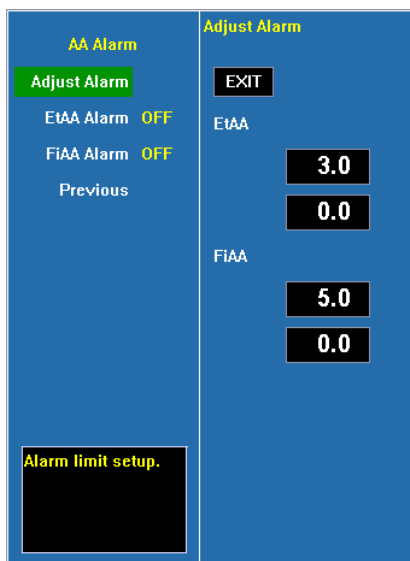 AA Alarm
Adjust Alarm
EtAA Alarm OFF
FiAA Alarm OFF
Previous
Alarm limit setup.
Adjust Alarm
EXIT
EtAA
3.0
0.0
FiAA
5.0
0.0